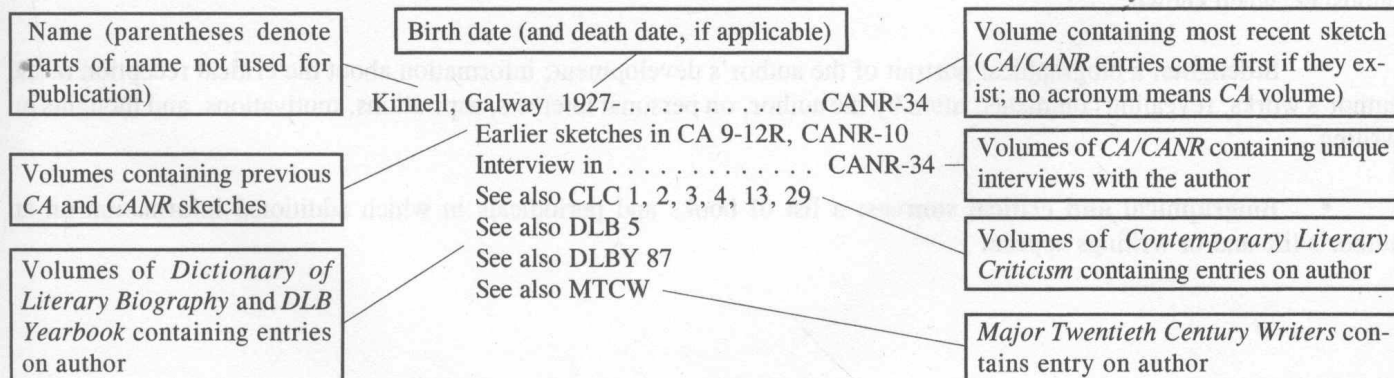 Name (parentheses denote
parts of name not used for
publication)
Birth date (and death date, if applicable)
Volume containing most recent sketch
(CA/CANR entries come first if they ex-
ist; no acronym means CA volume)
Kinnell, Galway 1927- . . . . . . . . . . . . CANR-34
Earlier sketches in CA 9-12R, CANR-10
Interview in . . . . . . . . . . . . . . CANR-34
See also CLC 1, 2, 3, 4, 13, 29
See also DLB 5
See also DLBY 87
See also MTCW
Volumes containing previous
CA and CANR sketches
Volumes of Dictionary of
Literary Biography and DLB
Yearbook containing entries
on author
Volumes of CA/CANR containing unique
interviews with the author
Volumes of Contemporary Literary
Criticism containing entries on author
Major Twentieth Century Writers con-
tains entry on author